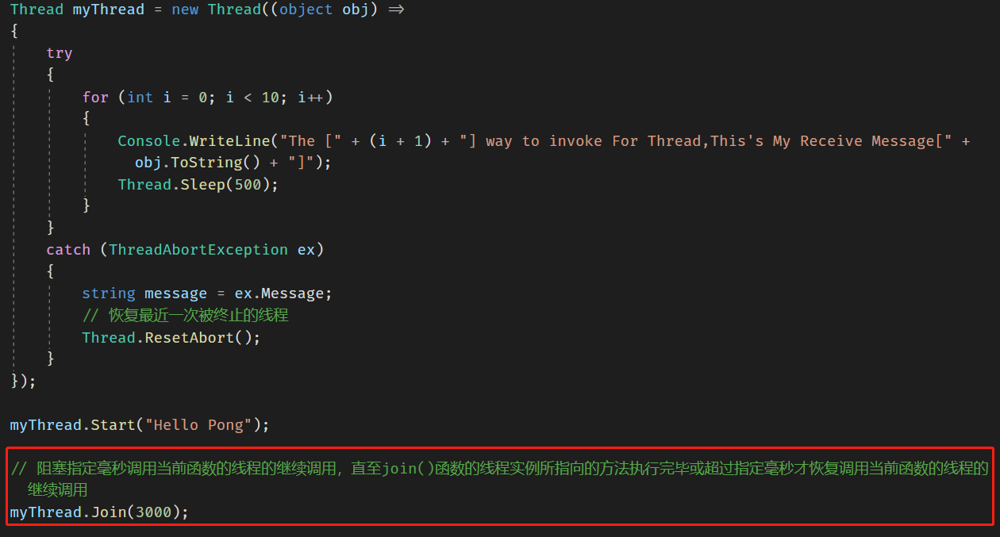 Thread myThread = new Thread((object obj) =>
{
try
{
for (int i = 0; i < 10; i++)
{
Console.WriteLine("The [" + (i + 1) + "] way to invoke For Thread,This's My Receive Message[" +
obj.ToString() + "]");
Thread.Sleep(500);
}
}
catch (ThreadAbortException ex)
{
string message = ex.Message;
// 恢复最近一次被终止的线程
Thread.ResetAbort();
}
});
myThread.Start("Hello Pong");
// 阻塞指定毫秒调用当前函数的线程的继续调用，直至join()函数的线程实例所指向的方法执行完毕或超过指定毫秒才恢复调用当前函数的线程的
继续调用
myThread.Join(3000);